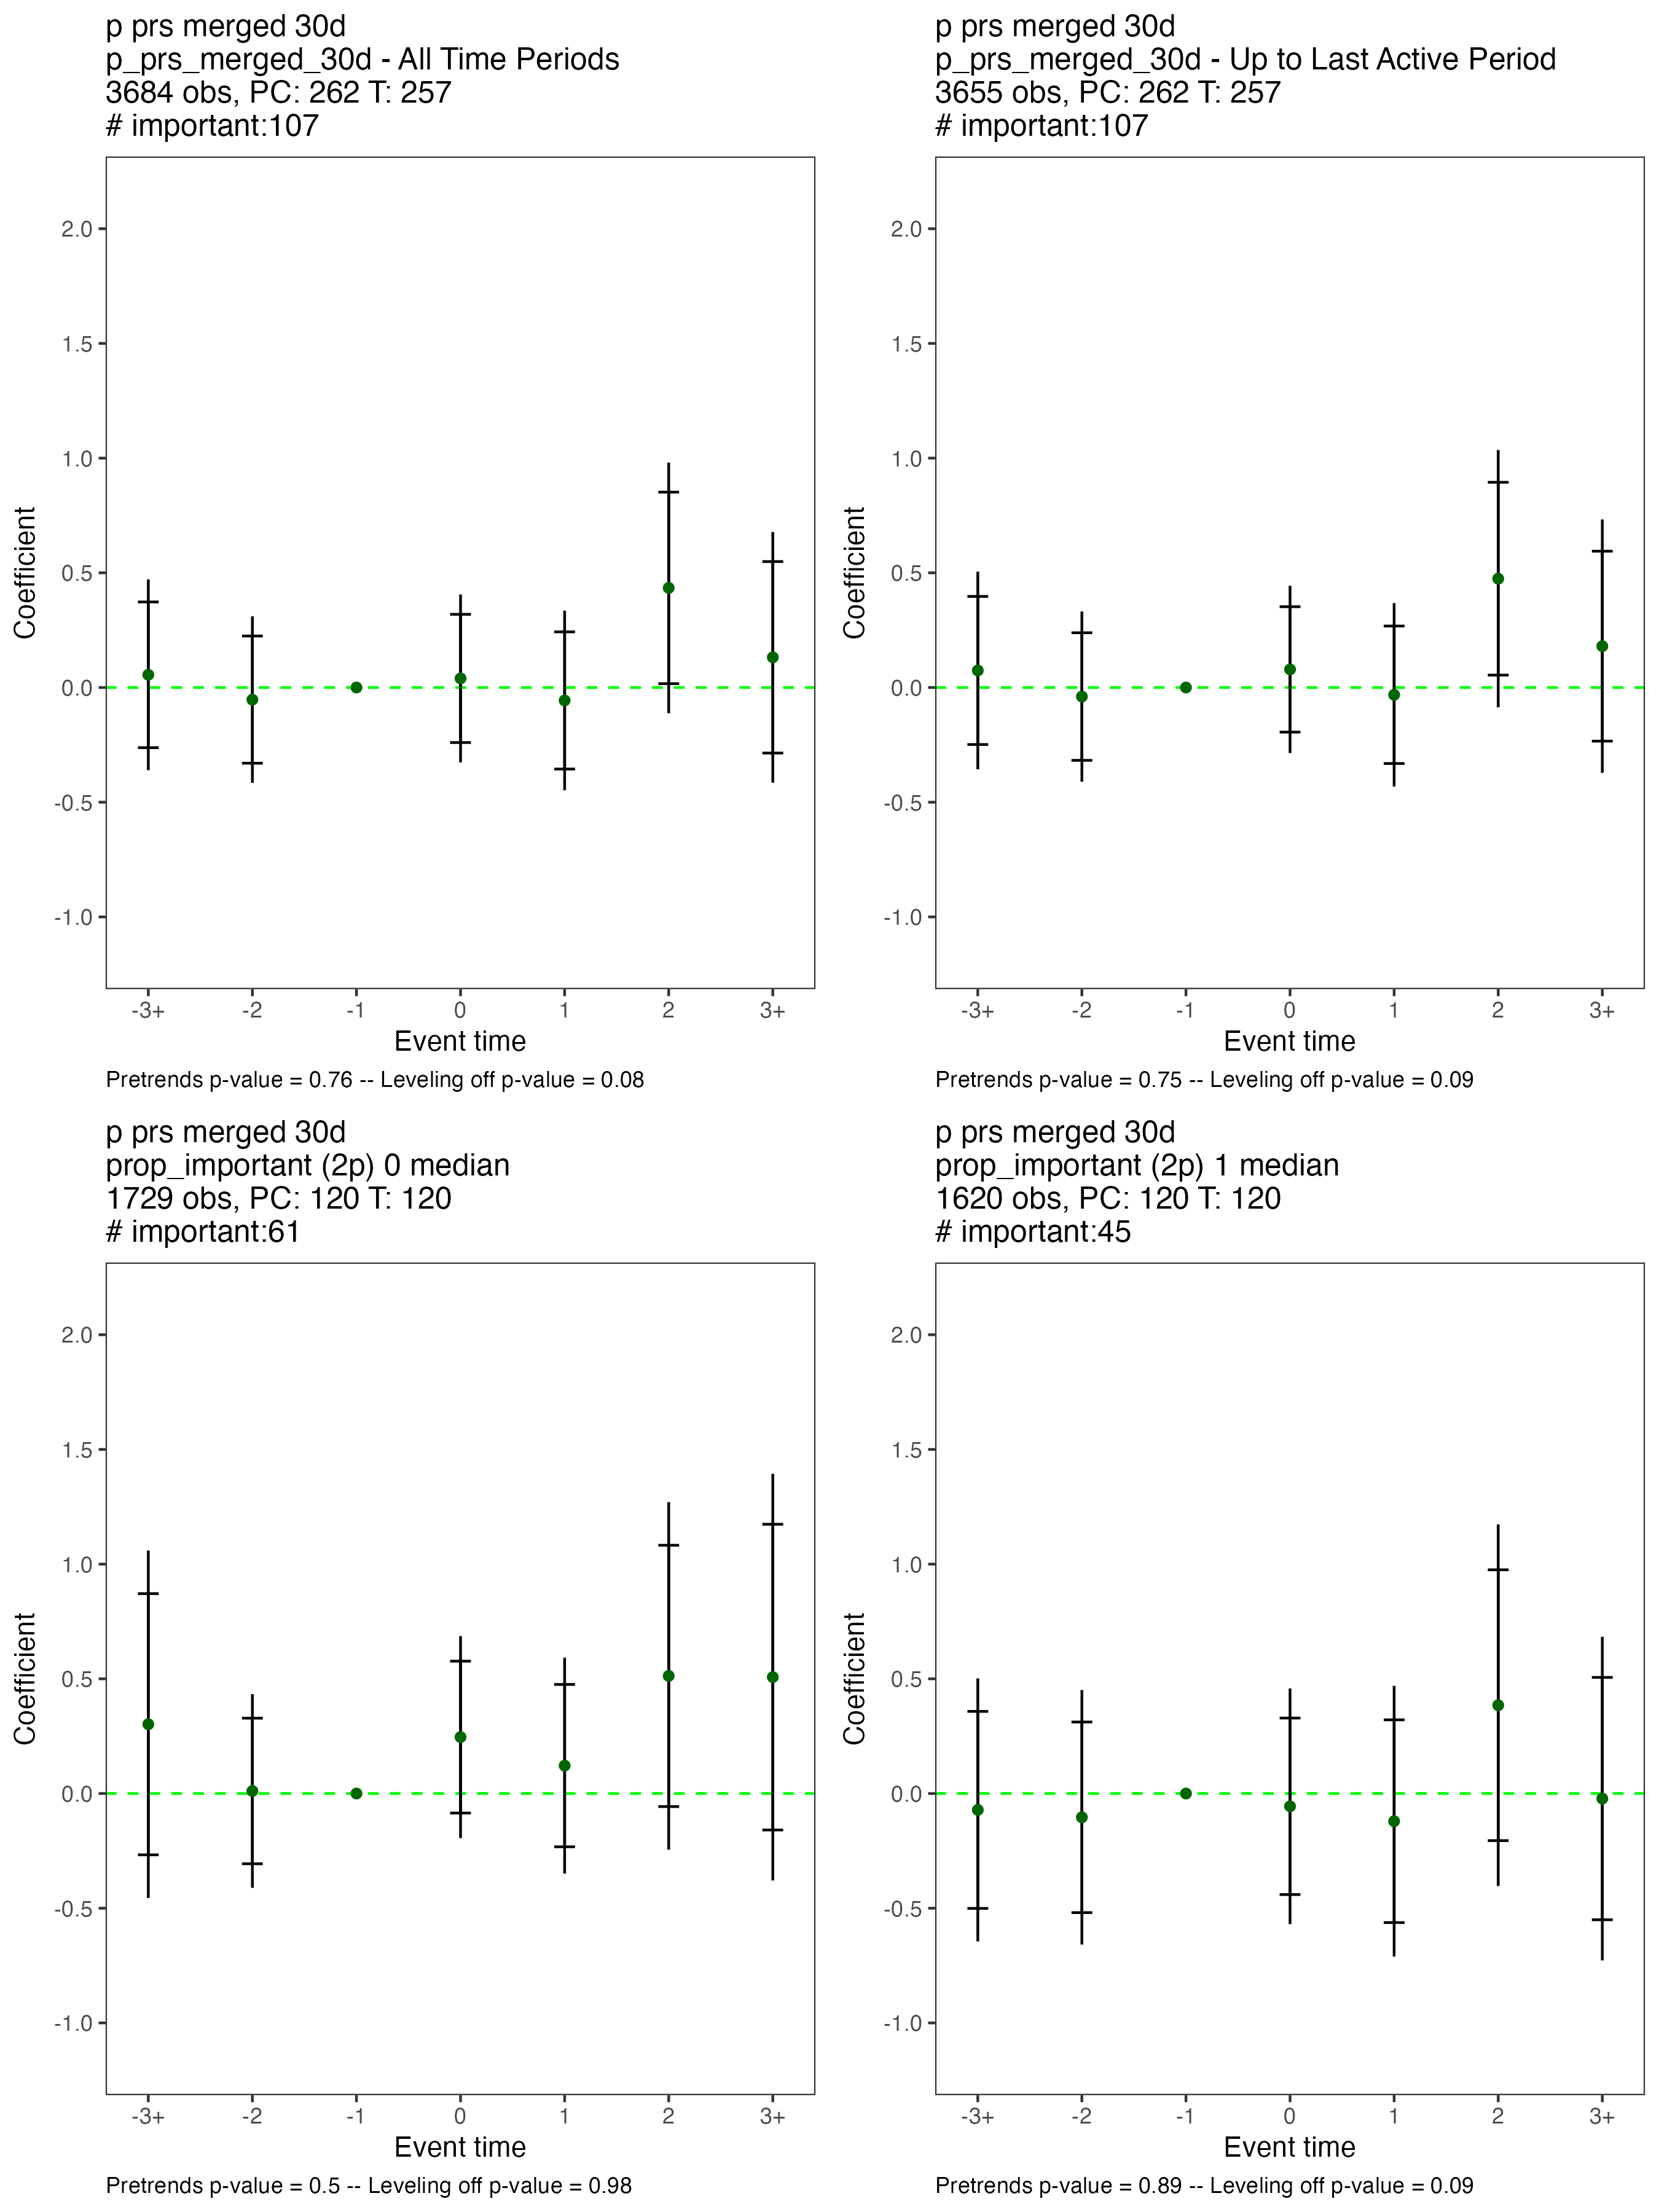 p prs merged 30d
p_prs_merged_30d - All Time Periods
3684 obs, PC: 262 T: 257
# important:107
2.0
1.5
1.0
0.5
0.0
-0.5
-1.0
Coefficient
-3+ -2 -1 0 1 2 3+
Event time
Pretrends p-value = 0.76 -- Leveling off p-value = 0.08
p prs merged 30d
p_prs_merged_30d - Up to Last Active Period
3655 obs, PC: 262 T: 257
# important:107
2.0
1.5
1.0
0.5
0.0
-0.5
-1.0
Coefficient
-3+ -2 -1 0 1 2 3+
Event time
Pretrends p-value = 0.75 -- Leveling off p-value = 0.09
p prs merged 30d
prop_important (2p) 0 median
1729 obs, PC: 120 T: 120
# important:61
2.0
1.5
1.0
0.5
0.0
-0.5
-1.0
Coefficient
-3+ -2 -1 0 1 2 3+
Event time
Pretrends p-value = 0.5 -- Leveling off p-value = 0.98
p prs merged 30d
prop_important (2p) 1 median
1620 obs, PC: 120 T: 120
# important:45
2.0
1.5
1.0
0.5
0.0
-0.5
-1.0
Coefficient
-3+ -2 -1 0 1 2 3+
Event time
Pretrends p-value = 0.89 -- Leveling off p-value = 0.09